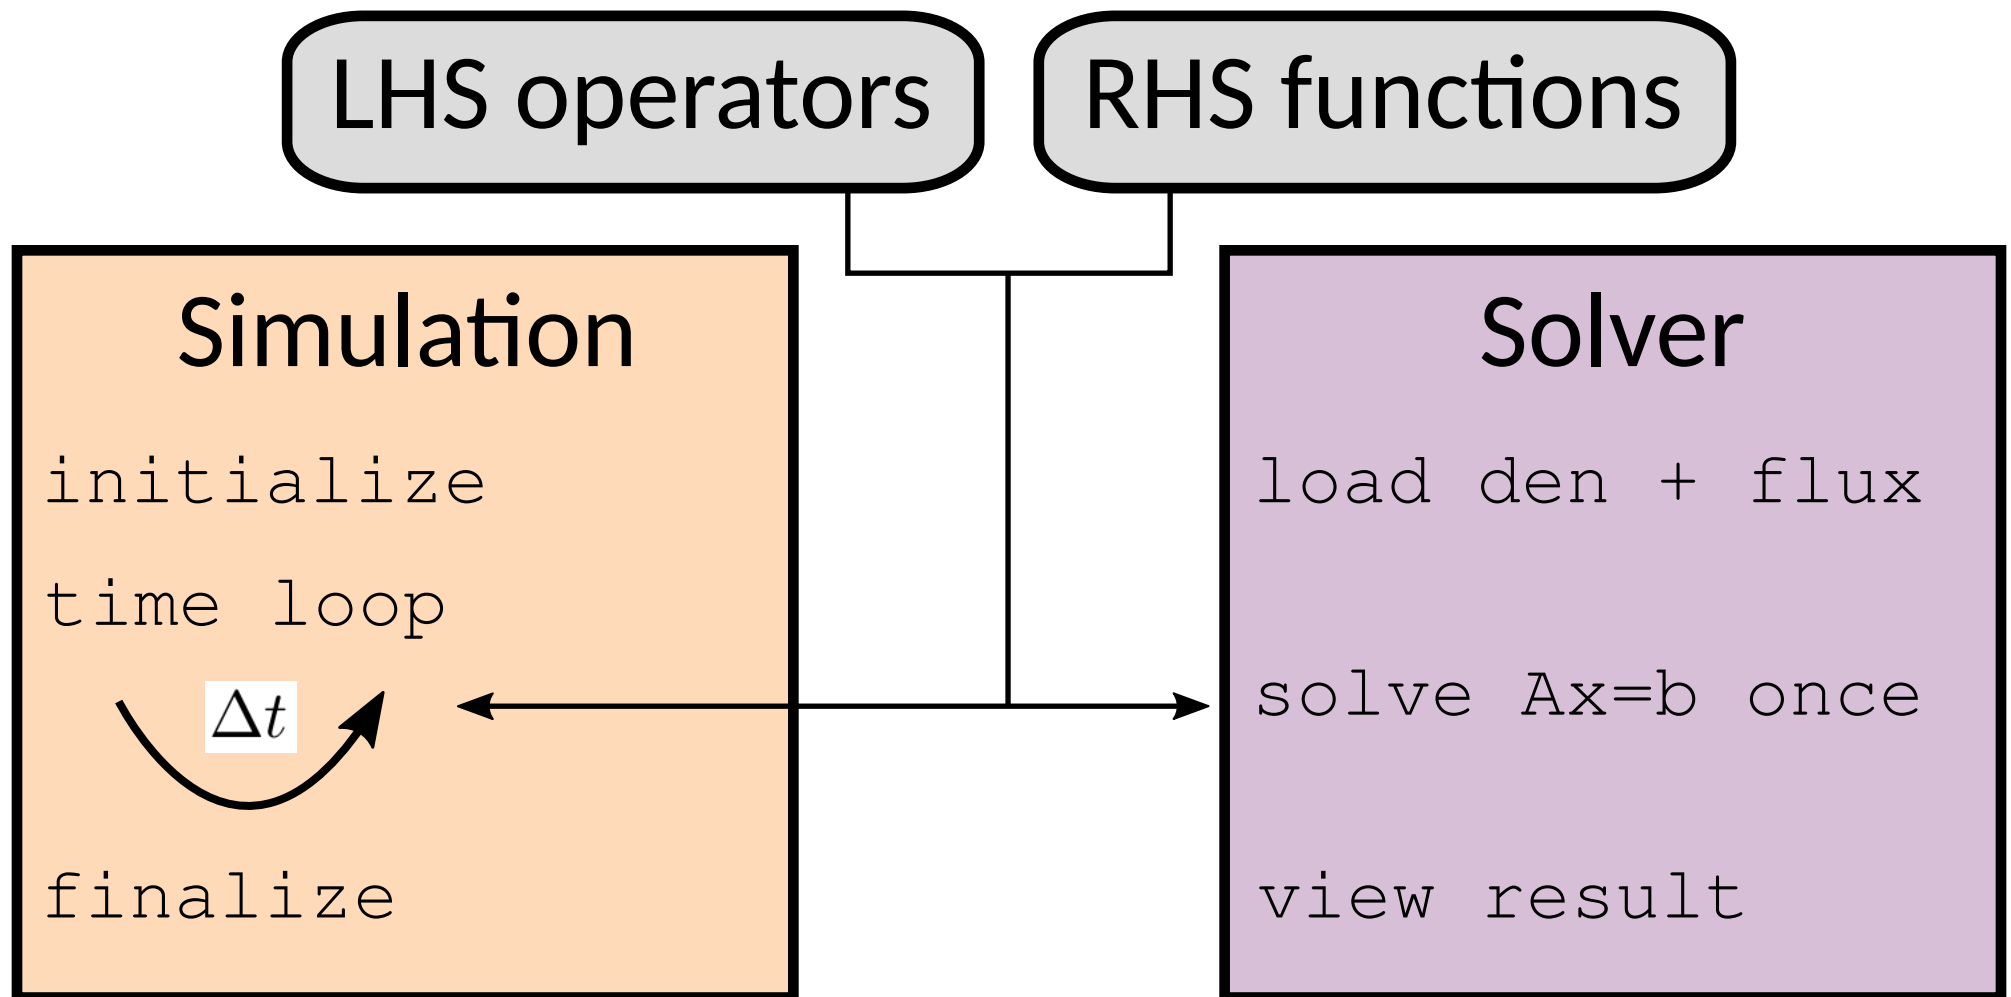 LHS operators
RHS functions
Simulation
initialize
time loop
Δt
finalize
Solver
load den + flux
solve Ax=b once
view result